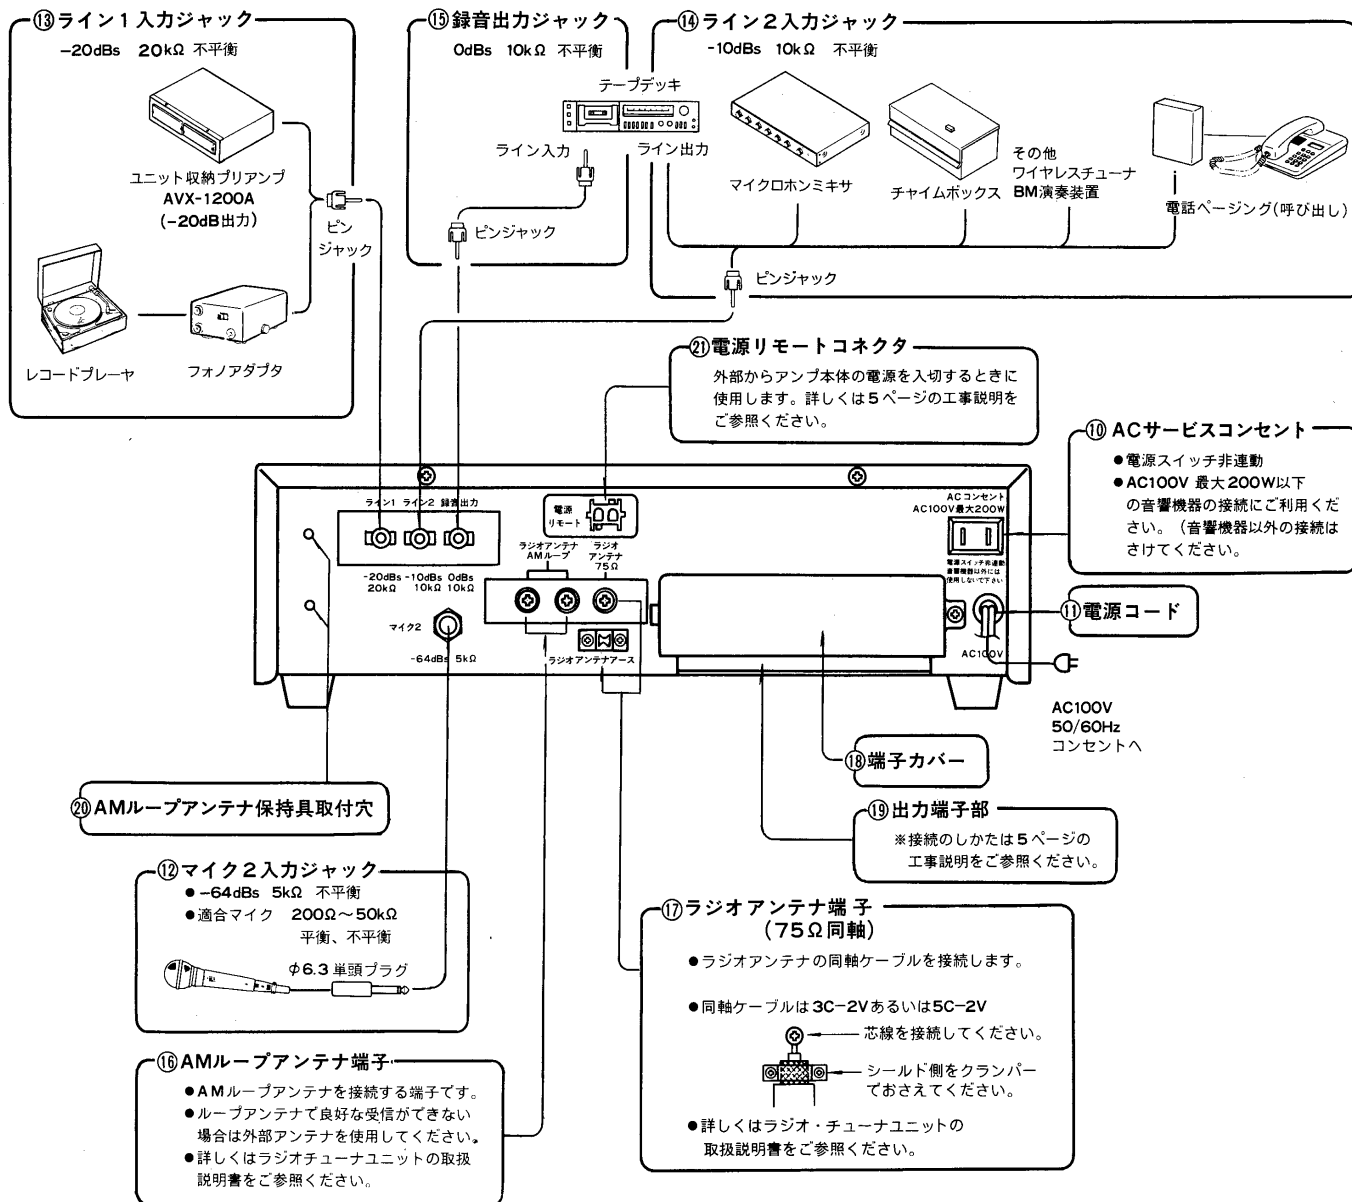 ⑬ライン1入力ジャック
-20dBs 20kΩ 不平衡
ユニット収納プリアンプ
AVX-1200A
(-20dB出力)
ピン
ジャック
レコードプレーヤ
フォノアダプタ
⑮録音出力ジャック
0dBs 10kΩ 不平衡
テープデッキ
ライン入力
ピンジャック
⑭ライン2入力ジャック
-10dBs 10kΩ 不平衡
ライン出力
マイクロホンミキサ
チャイムボックス
その他
ワイヤレスチューナ
BM演奏装置
電話ページング(呼び出し)
ピンジャック
㉑電源リモートコネクタ
外部からアンプ本体の電源を入切するときに
使用します。詳しくは5ページの工事説明を
ご参照ください。
⑩ACサービスコンセント
●電源スイッチ非連動
●AC100V 最大200W以下
の音響機器の接続にご利用くだ
さい。(音響機器以外の接続は
さけてください。
ライン1 ライン2 録音出力
-20dBs -10dBs 0dBs
20kΩ 10kΩ 10kΩ
電源
リモート
ラジオアンテナ
AMループ
ラジオ
アンテナ
75Ω
ACコンセント
AC100V最大200W
電源スイッチ非連動
音響機器以外には
使用しないで下さい
マイク2
-64dBs 5kΩ
ラジオアンテナアース
AC100V
⑪電源コード
AC100V
50/60Hz
コンセントへ
⑱端子カバー
⑳AMループアンテナ保持具取付穴
⑲出力端子部
※接続のしかたは5ページの
工事説明をご参照ください。
⑫マイク2入力ジャック
●-64dBs 5kΩ 不平衡
●適合マイク 200Ω～50kΩ
平衡、不平衡
φ6.3単頭プラグ
⑰ラジオアンテナ端子
(75Ω同軸)
●ラジオアンテナの同軸ケーブルを接続します。
●同軸ケーブルは3C-2Vあるいは5C-2V
芯線を接続してください。
シールド側をクランパー
でおさえてください。
●詳しくはラジオ・チューナユニットの
取扱説明書をご参照ください。
⑯AMループアンテナ端子
●AMループアンテナを接続する端子です。
●ループアンテナで良好な受信ができない
場合は外部アンテナを使用してください。
●詳しくはラジオチューナユニットの取扱
説明書をご参照ください。